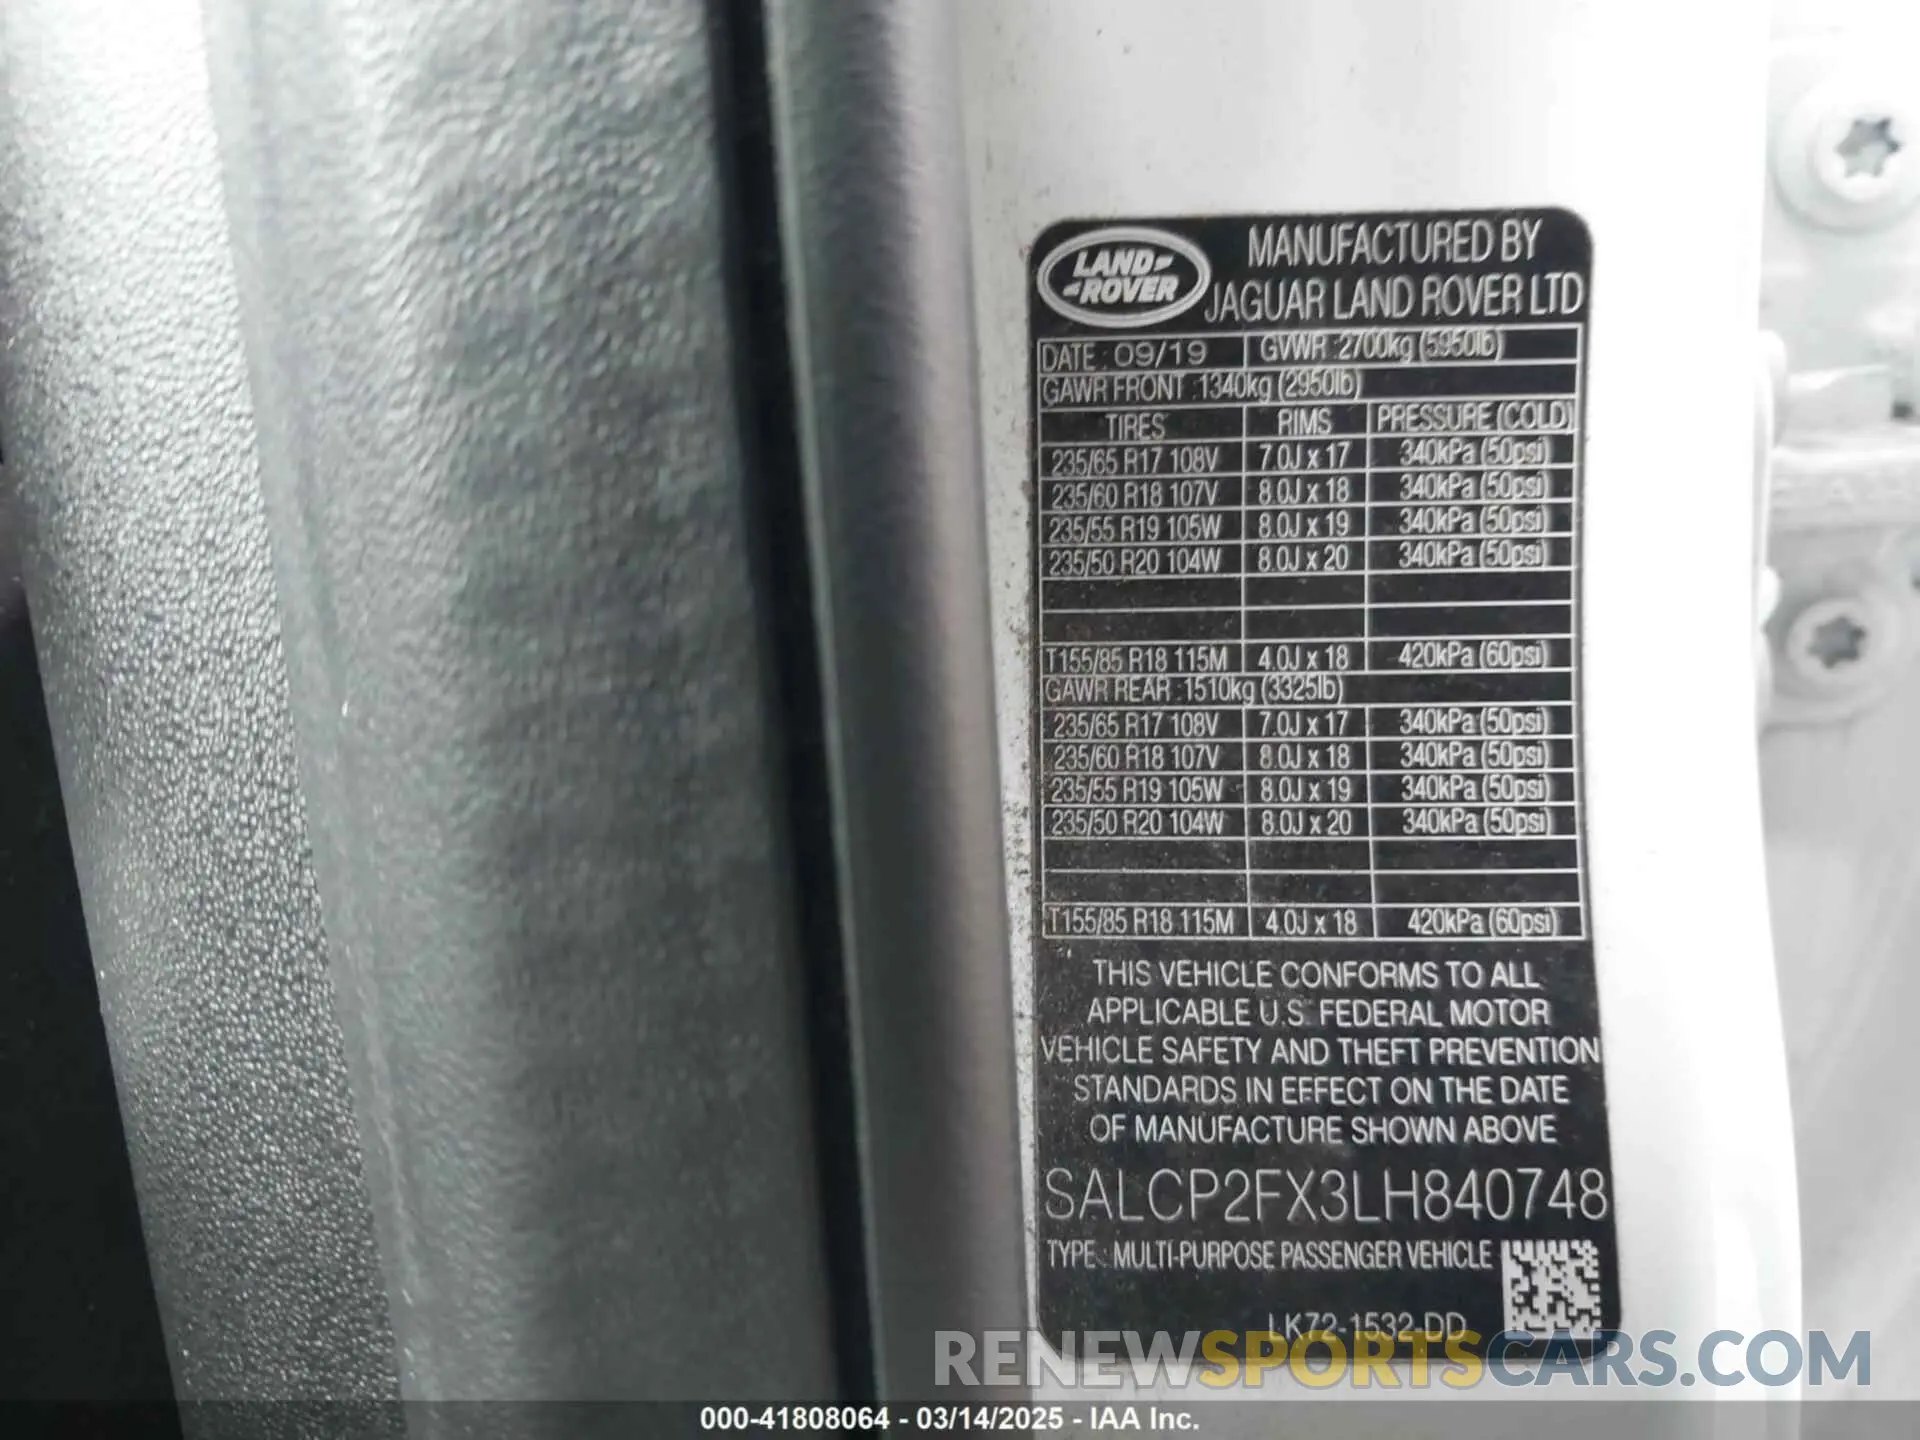 LAND-
-ROVER
MANUFACTURED BY
JAGUAR LAND ROVER LTD
DATE : 09/19 GVWR :2700kg (5950lb)
GAWR FRONT :1340kg (2950lb)
TIRES RIMS PRESSURE (COLD)
235/65 R17 108V 7.0J x 17 340kPa (50psi)
235/60 R18 107V 8.0J x 18 340kPa (50psi)
235/55 R19 105W 8.0J x 19 340kPa (50psi)
235/50 R20 104W 8.0J x 20 340kPa (50psi)
T155/85 R18 115M 4.0J x 18 420kPa (60psi)
GAWR REAR :1510kg (3325lb)
235/65 R17 108V 7.0J x 17 340kPa (50psi)
235/60 R18 107V 8.0J x 18 340kPa (50psi)
235/55 R19 105W 8.0J x 19 340kPa (50psi)
235/50 R20 104W 8.0J x 20 340kPa (50psi)
T155/85 R18 115M 4.0J x 18 420kPa (60psi)
THIS VEHICLE CONFORMS TO ALL
APPLICABLE U.S. FEDERAL MOTOR
VEHICLE SAFETY AND THEFT PREVENTION
STANDARDS IN EFFECT ON THE DATE
OF MANUFACTURE SHOWN ABOVE
SALCP2FX3LH840748
TYPE : MULTI-PURPOSE PASSENGER VEHICLE
LK72-1532-DD
RENEWSPORTSCARS.COM
000-41808064 - 03/14/2025 - IAA Inc.